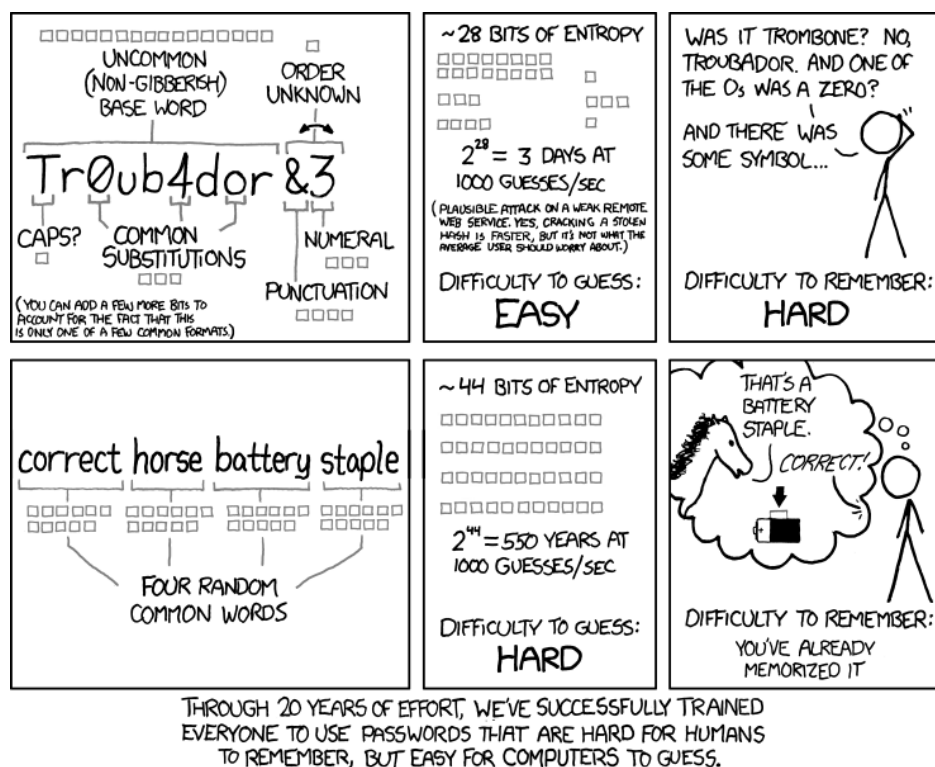 UNCOMMON
(NON-GIBBERISH)
BASE WORD
ORDER
UNKNOWN
Tr0ub4dor &3
CAPS?
COMMON
SUBSTITUTIONS
NUMERAL
PUNCTUATION
(YOU CAN ADD A FEW MORE BITS TO
ACCOUNT FOR THE FACT THAT THIS
IS ONLY ONE OF A FEW COMMON FORMATS.)
~28 BITS OF ENTROPY
2^28 = 3 DAYS AT
1000 GUESSES/SEC
(PLAUSIBLE ATTACK ON A WEAK REMOTE
WEB SERVICE. YES, CRACKING A STOLEN
HASH IS FASTER, BUT IT'S NOT WHAT THE
AVERAGE USER SHOULD WORRY ABOUT.)
DIFFICULTY TO GUESS:
EASY
WAS IT TROMBONE? NO,
TROUBADOR. AND ONE OF
THE Os WAS A ZERO?
AND THERE WAS
SOME SYMBOL...
DIFFICULTY TO REMEMBER:
HARD
correct horse battery staple
FOUR RANDOM
COMMON WORDS
~44 BITS OF ENTROPY
2^44 = 550 YEARS AT
1000 GUESSES/SEC
DIFFICULTY TO GUESS:
HARD
THAT'S A
BATTERY
STAPLE.
CORRECT!
DIFFICULTY TO REMEMBER:
YOU'VE ALREADY
MEMORIZED IT
THROUGH 20 YEARS OF EFFORT, WE'VE SUCCESSFULLY TRAINED
EVERYONE TO USE PASSWORDS THAT ARE HARD FOR HUMANS
TO REMEMBER, BUT EASY FOR COMPUTERS TO GUESS.